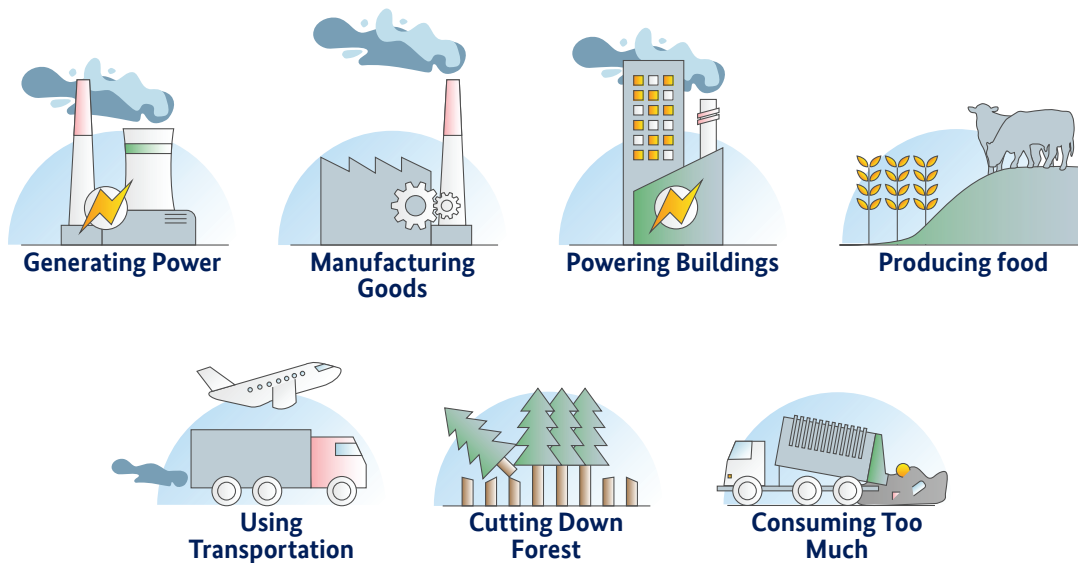 Generating Power
Manufacturing
Goods
Powering Buildings
Producing food
Using
Transportation
Cutting Down
Forest
Consuming Too
Much